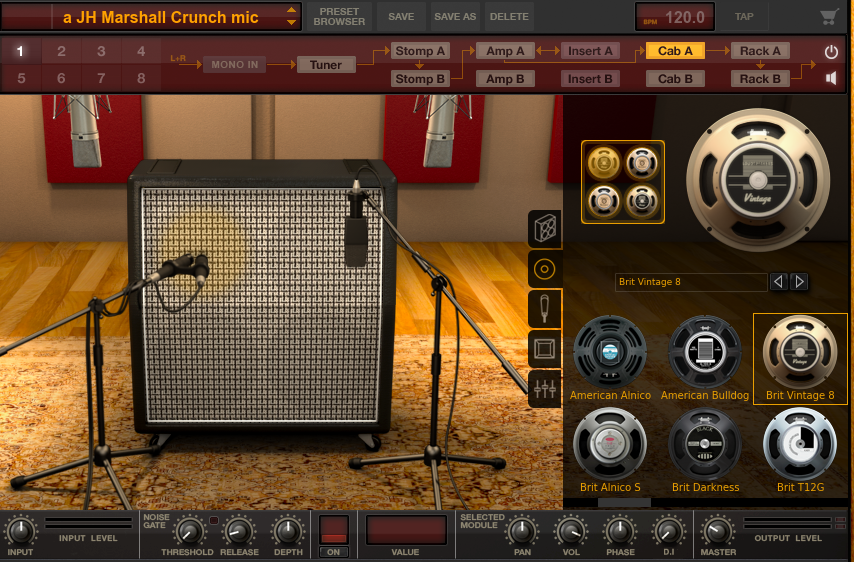 a JH Marshall Crunch mic
PRESET BROWSER
SAVE
SAVE AS
DELETE
BPM 120.0
TAP
1 2 3 4
5 6 7 8
L+R
MONO IN
Tuner
Stomp A
Amp A
Insert A
Cab A
Rack A
Stomp B
Amp B
Insert B
Cab B
Rack B
Vintage
Brit Vintage 8
American Alnico
American Bulldog
Brit Vintage 8
Brit Alnico S
Brit Darkness
Brit T12G
BLACK
INPUT
INPUT LEVEL
NOISE GATE
THRESHOLD
RELEASE
DEPTH
ON
VALUE
SELECTED MODULE
PAN
VOL
PHASE
D.I
MASTER
OUTPUT LEVEL